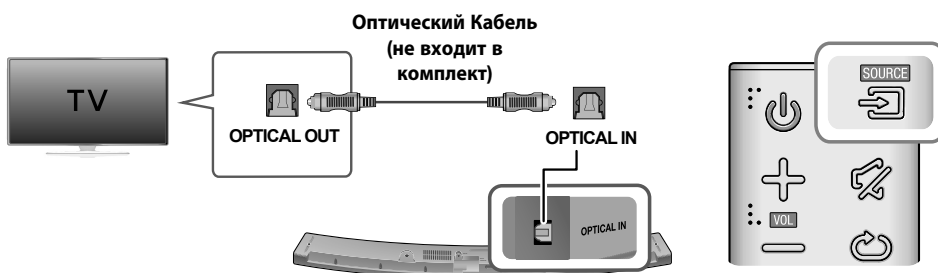 Оптический Кабель
(не входит в
комплект)
TV
OPTICAL OUT
OPTICAL IN
OPTICAL IN
SOURCE
VOL